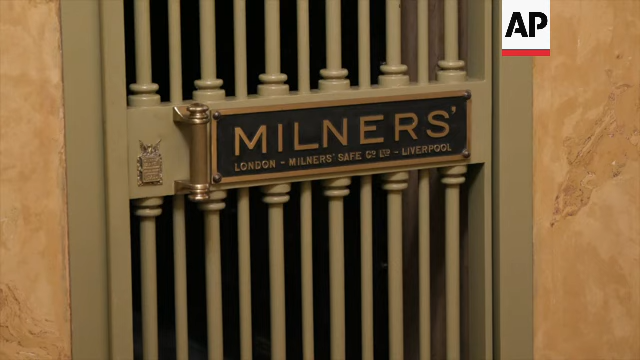 AP
MILNERS'
LONDON - MILNERS' SAFE CO LTD - LIVERPOOL